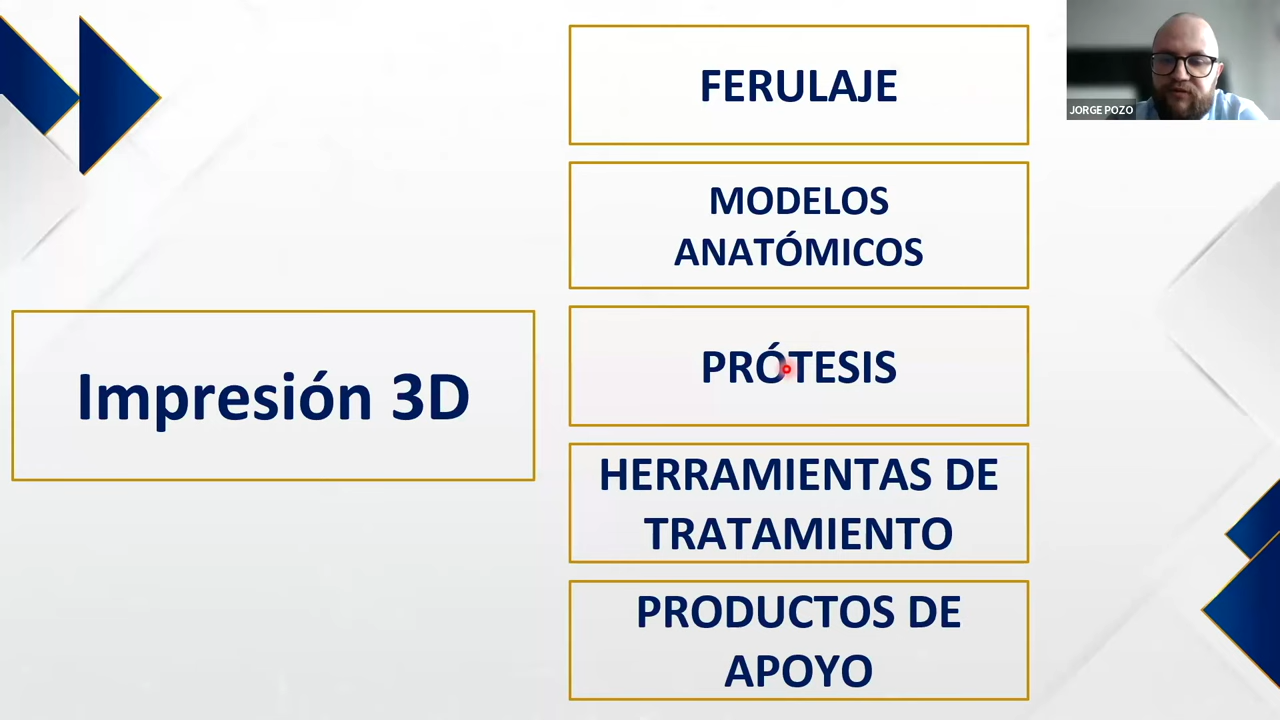 FERULAJE
JORGE POZO
MODELOS
ANATÓMICOS
Impresión 3D
PRÓTESIS
HERRAMIENTAS DE
TRATAMIENTO
PRODUCTOS DE
APOYO